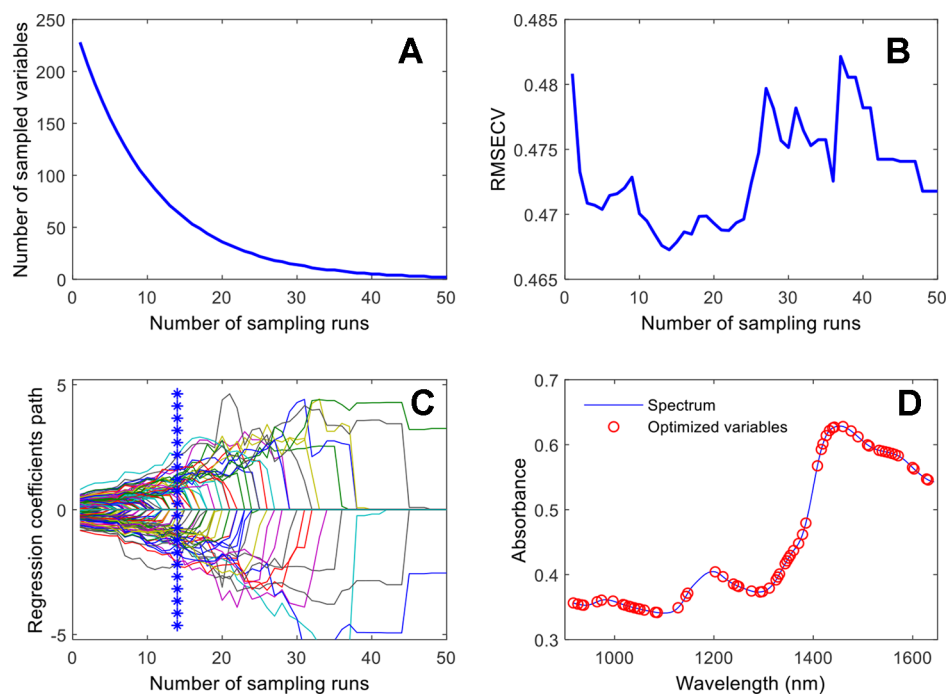 A
250
200
150
100
50
0
Number of sampled variables
0 10 20 30 40 50
Number of sampling runs
B
0.485
0.48
0.475
0.47
0.465
RMSECV
0 10 20 30 40 50
Number of sampling runs
C
5
0
-5
Regression coefficients path
0 10 20 30 40 50
Number of sampling runs
D
0.7
0.6
0.5
0.4
0.3
Absorbance
Spectrum
Optimized variables
1000 1200 1400 1600
Wavelength (nm)